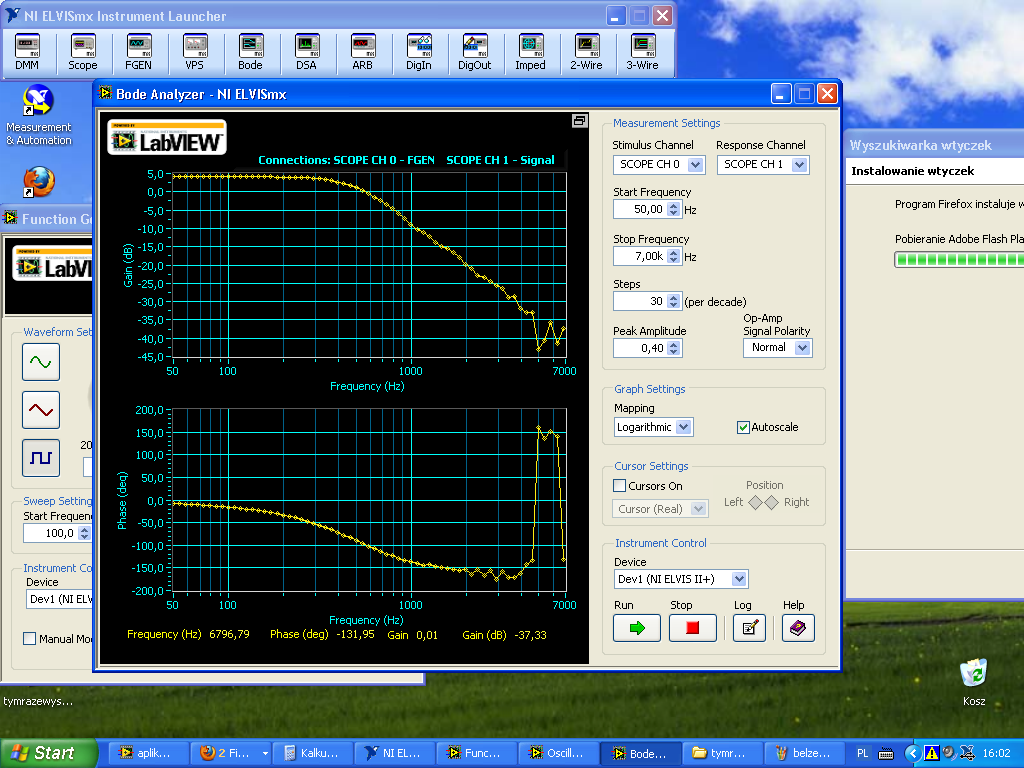 NI ELVISmx Instrument Launcher
DMM Scope FGEN VPS Bode DSA ARB DigIn DigOut Imped 2-Wire 3-Wire
Measurement
& Automation
Function Ge
LabVI
Waveform Set
20
Sweep Setting
Start Frequen
100,0
Instrument Co
Device
Dev1 (NI ELV
Manual Mod
tymrazewys...
Bode Analyzer - NI ELVISmx
POWERED BY
NATIONAL INSTRUMENTS
LabVIEW
Connections: SCOPE CH 0 - FGEN SCOPE CH 1 - Signal
Gain (dB)
5,0
0,0
-5,0
-10,0
-15,0
-20,0
-25,0
-30,0
-35,0
-40,0
-45,0
50 100 1000 7000
Frequency (Hz)
Phase (deg)
200,0
150,0
100,0
50,0
0,0
-50,0
-100,0
-150,0
-200,0
50 100 1000 7000
Frequency (Hz)
Frequency (Hz) 6796,79 Phase (deg) -131,95 Gain 0,01 Gain (dB) -37,33
Measurement Settings
Stimulus Channel Response Channel
SCOPE CH 0 SCOPE CH 1
Start Frequency
50,00 Hz
Stop Frequency
7,00k Hz
Steps
30 (per decade)
Peak Amplitude
0,40
Op-Amp
Signal Polarity
Normal
Graph Settings
Mapping
Logarithmic Autoscale
Cursor Settings
Cursors On
Cursor (Real)
Position
Left Right
Instrument Control
Device
Dev1 (NI ELVIS II+)
Run Stop Log Help
Wyszukiwarka wtyczek
Instalowanie wtyczek
Program Firefox instaluje w
Pobieranie Adobe Flash Pla
Kosz
Start aplik... 2 Fi... Kalku... NI EL... Func... Oscill... Bode... tymr... belze... PL 16:02